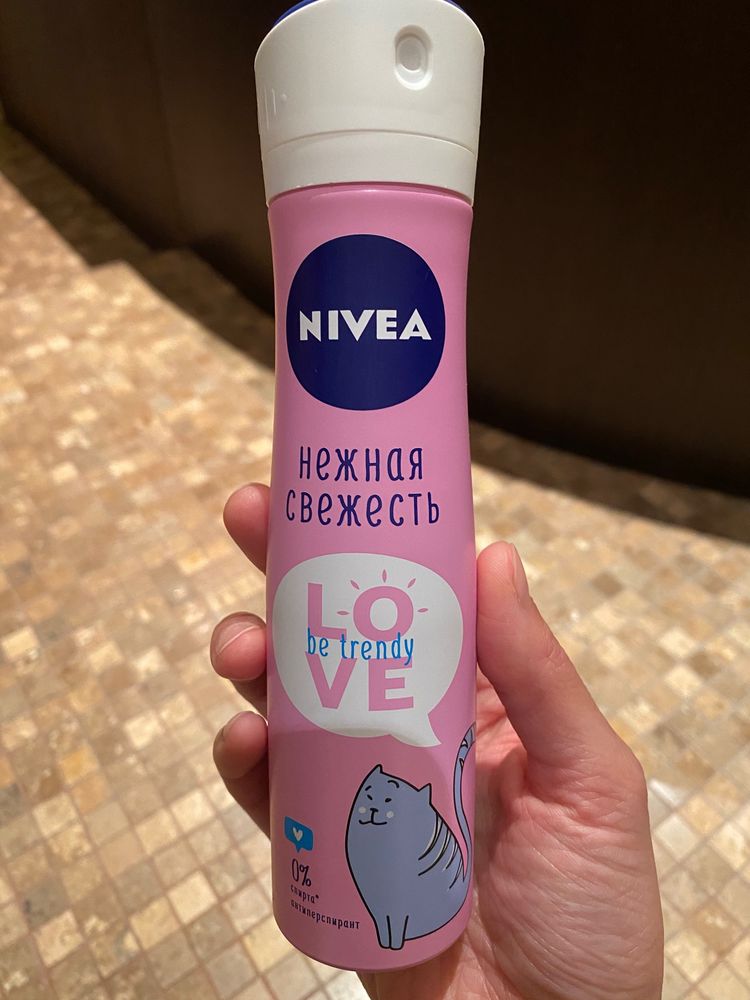 NIVEA
нежная
свежесть
LO
be trendy
VE
0%
спирта*
антиперспирант